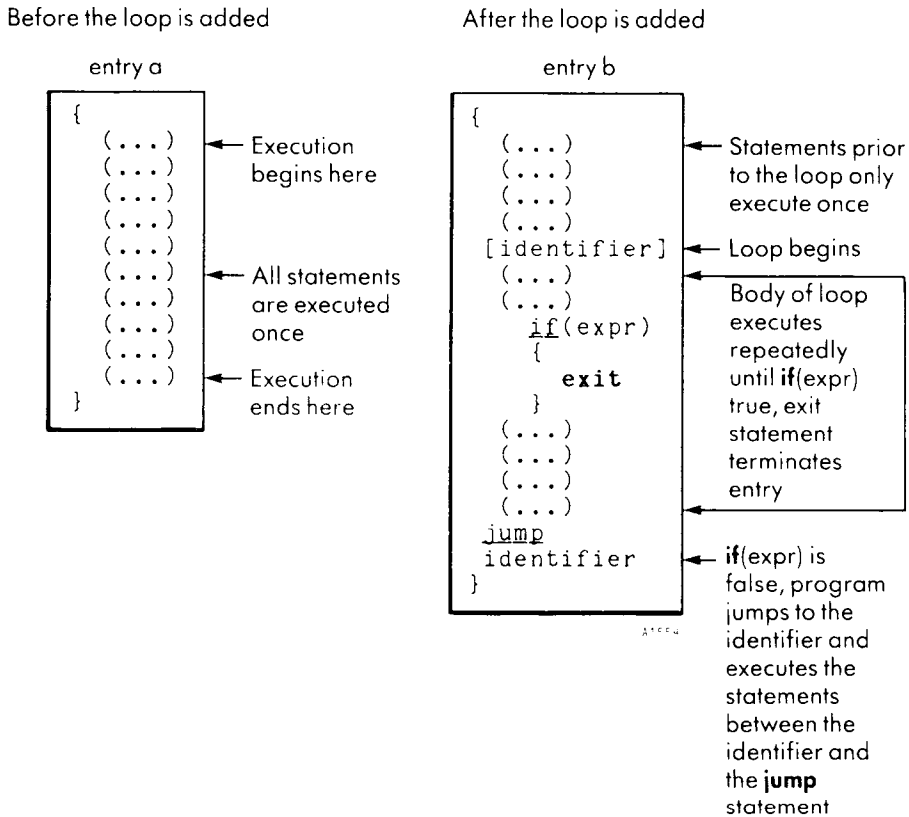 Before the loop is added
entry a
{
(...)
(...)
(...)
(...)
(...)
(...)
(...)
(...)
(...)
(...)
}
Execution
begins here
All statements
are executed
once
Execution
ends here
After the loop is added
entry b
{
(...)
(...)
(...)
(...)
[identifier]
(...)
(...)
if(expr)
{
exit
}
(...)
(...)
(...)
(...)
jump
identifier
}
Statements prior
to the loop only
execute once
Loop begins
Body of loop
executes
repeatedly
until if(expr)
true, exit
statement
terminates
entry
if(expr) is
false, program
jumps to the
identifier and
executes the
statements
between the
identifier and
the jump
statement